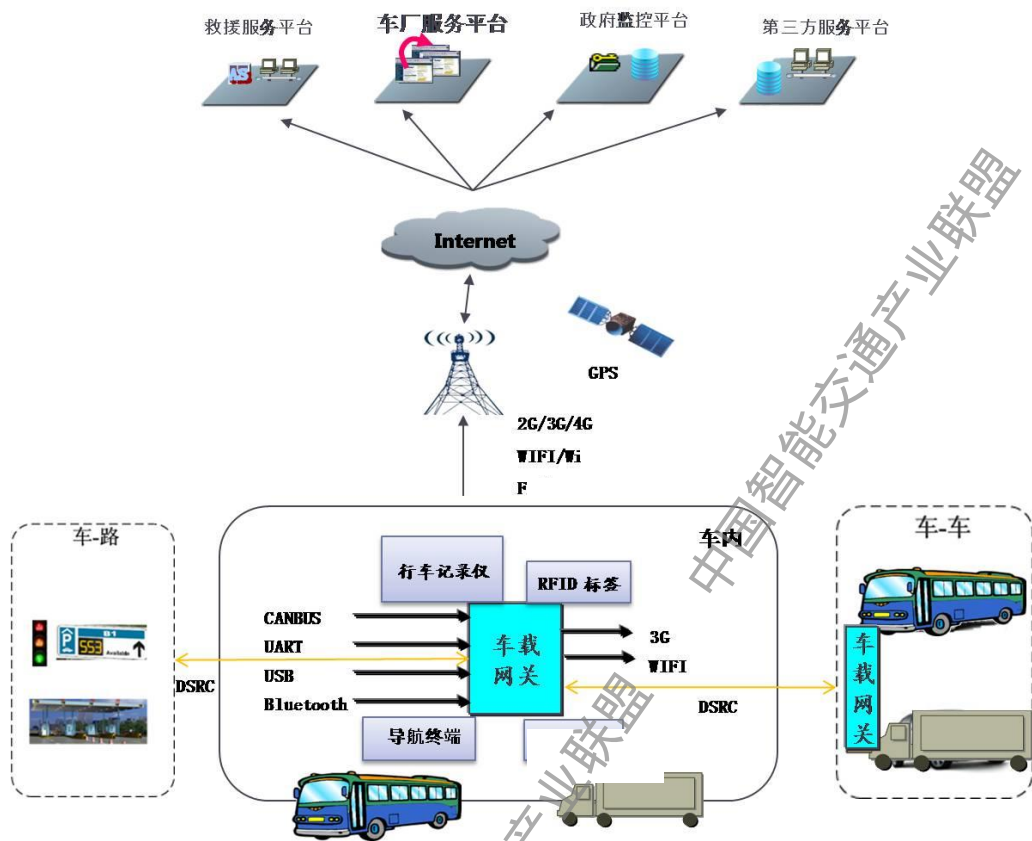 救援服务平台
车厂服务平台
政府监控平台
第三方服务平台
AS
Internet
GPS
2G/3G/4G
WIFI/Wi
F
车-路
车内
车-车
行车记录仪
RFID 标签
CANBUS
UART
USB
Bluetooth
车载
网关
3G
WIFI
DSRC
DSRC
导航终端
P
B1
553
Available
车
载
网
关
中国智能交通产业联盟
产业联盟